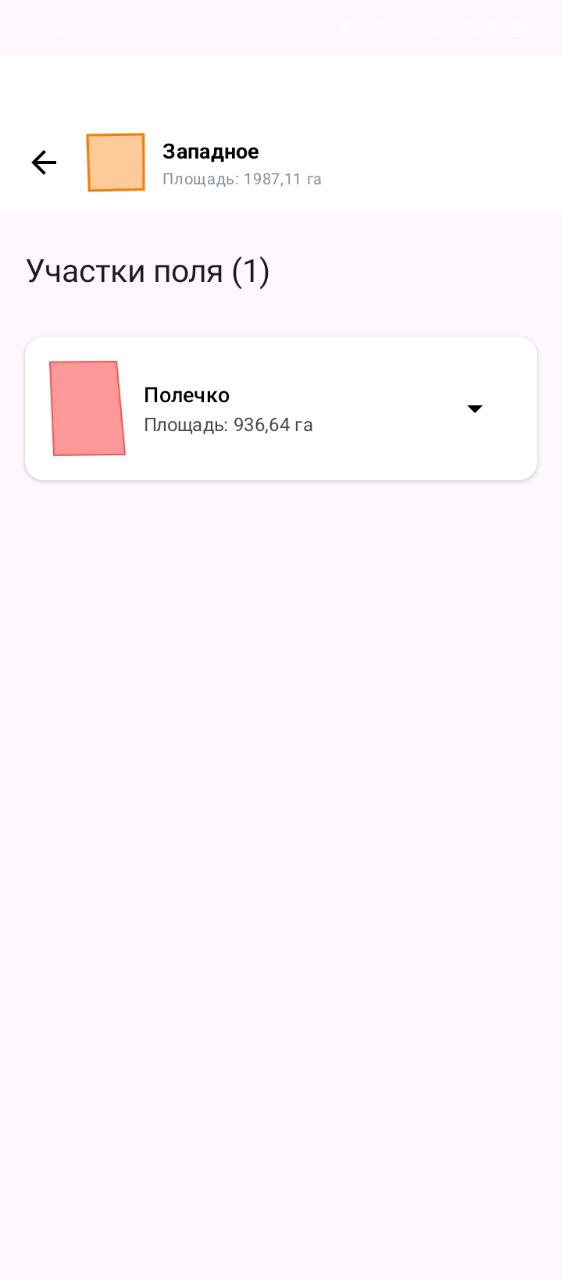 Западное
Площадь: 1987,11 га
Участки поля (1)
Полечко
Площадь: 936,64 га